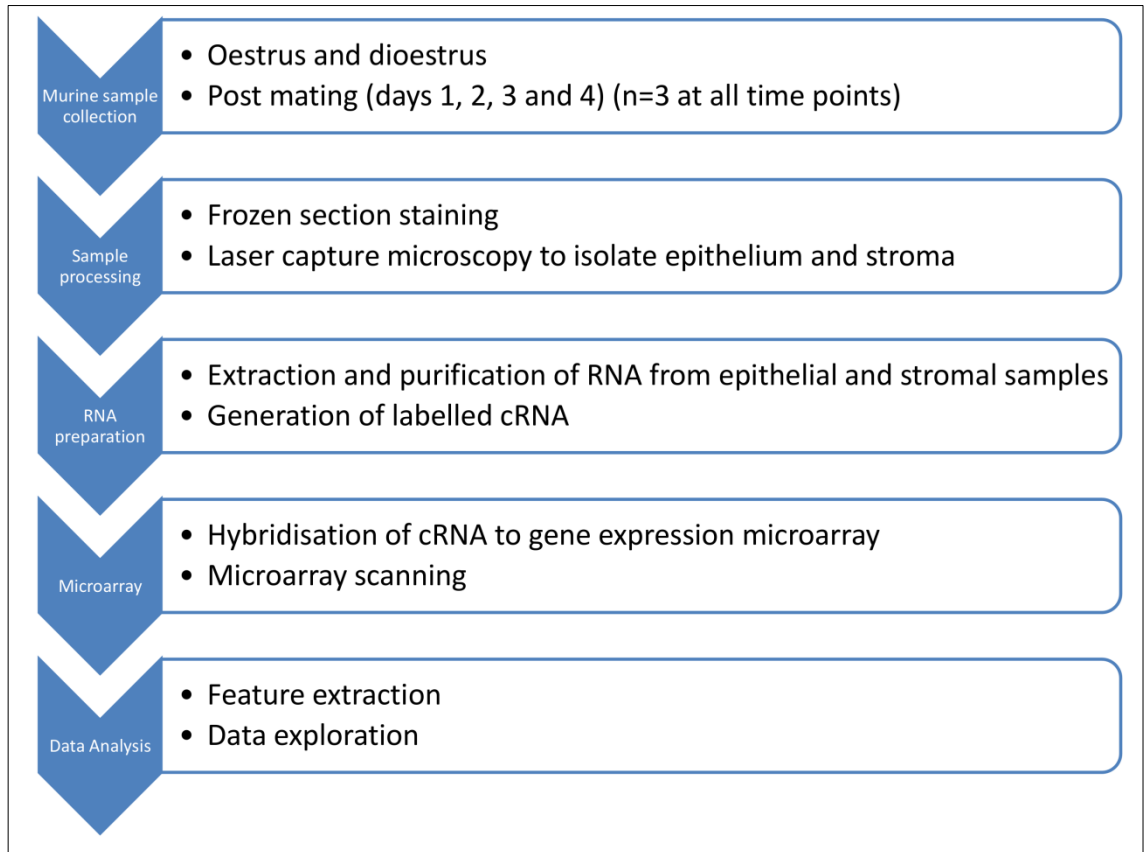 Murine sample
collection
• Oestrus and dioestrus
• Post mating (days 1, 2, 3 and 4) (n=3 at all time points)
Sample
processing
• Frozen section staining
• Laser capture microscopy to isolate epithelium and stroma
RNA
preparation
• Extraction and purification of RNA from epithelial and stromal samples
• Generation of labelled cRNA
Microarray
• Hybridisation of cRNA to gene expression microarray
• Microarray scanning
Data Analysis
• Feature extraction
• Data exploration